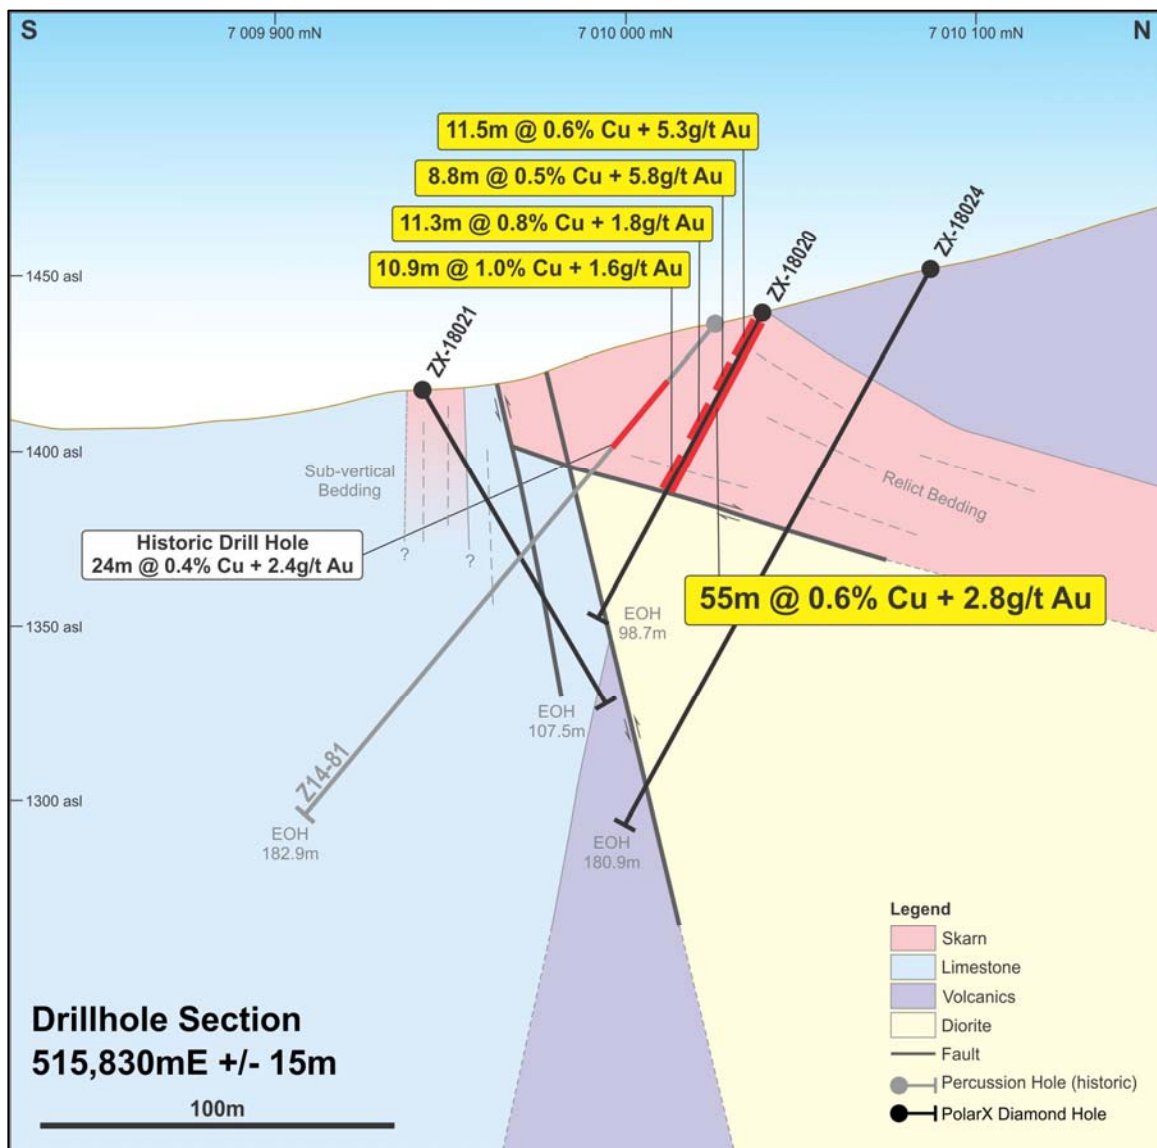 S
7 009 900 mN
7 010 000 mN
7 010 100 mN
N
11.5m @ 0.6% Cu + 5.3g/t Au
8.8m @ 0.5% Cu + 5.8g/t Au
11.3m @ 0.8% Cu + 1.8g/t Au
10.9m @ 1.0% Cu + 1.6g/t Au
ZX-18021
ZX-18020
ZX-18024
1450 asl
1400 asl
1350 asl
1300 asl
Sub-vertical
Bedding
Relict Bedding
?
?
Historic Drill Hole
24m @ 0.4% Cu + 2.4g/t Au
55m @ 0.6% Cu + 2.8g/t Au
EOH
98.7m
EOH
107.5m
Z14-81
EOH
182.9m
EOH
180.9m
Legend
Skarn
Limestone
Volcanics
Diorite
Fault
Percussion Hole (historic)
PolarX Diamond Hole
Drillhole Section
515,830mE +/- 15m
100m